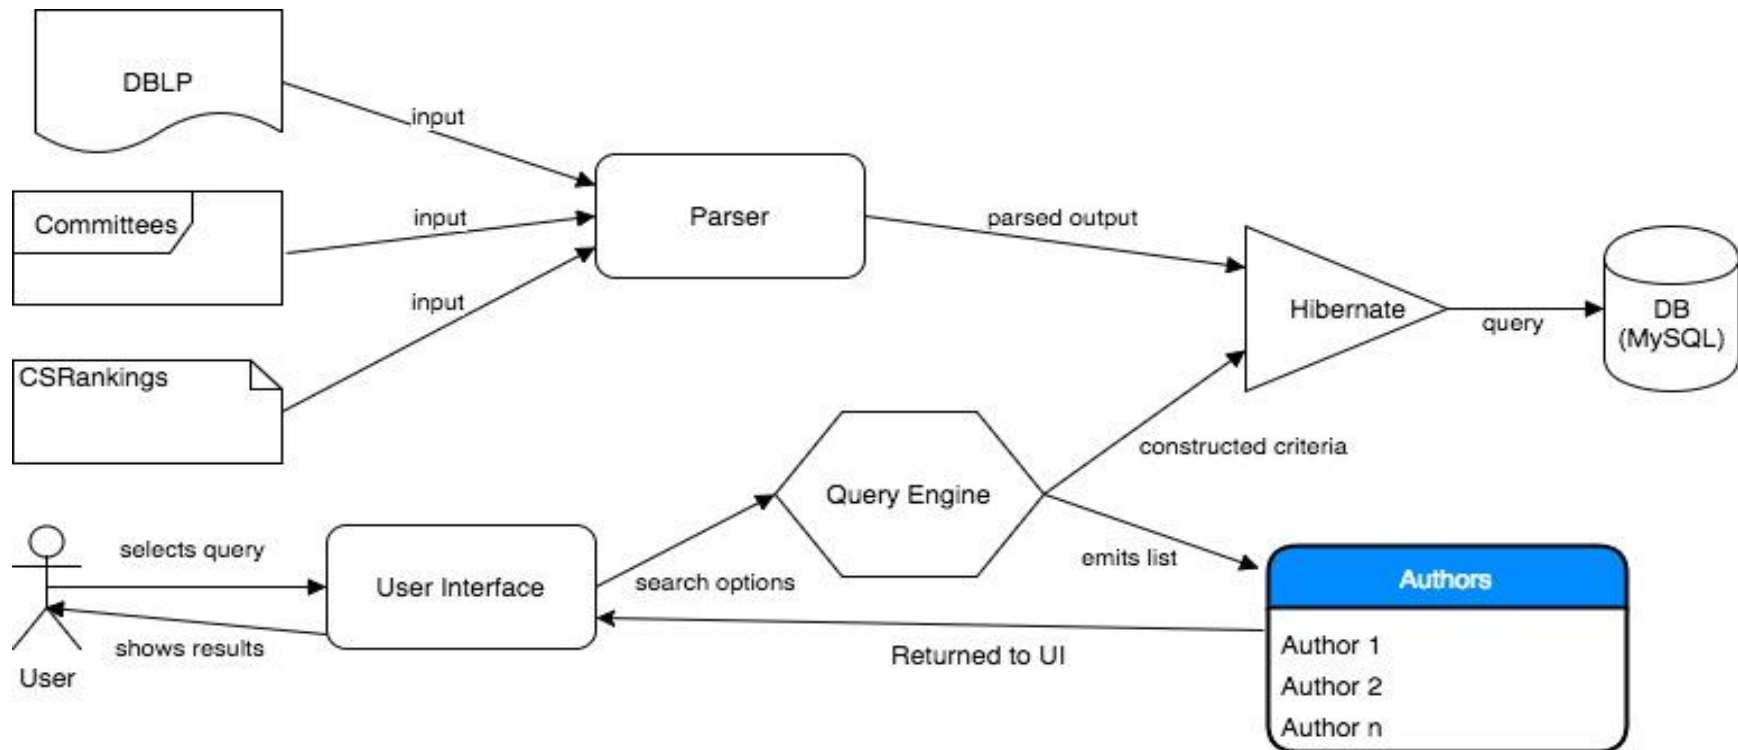 DBLP
input
Committees
input
Parser
parsed output
CSRankings
input
Hibernate
query
DB
(MySQL)
constructed criteria
Query Engine
selects query
User Interface
search options
emits list
Authors
shows results
Returned to UI
User
Author 1
Author 2
Author n